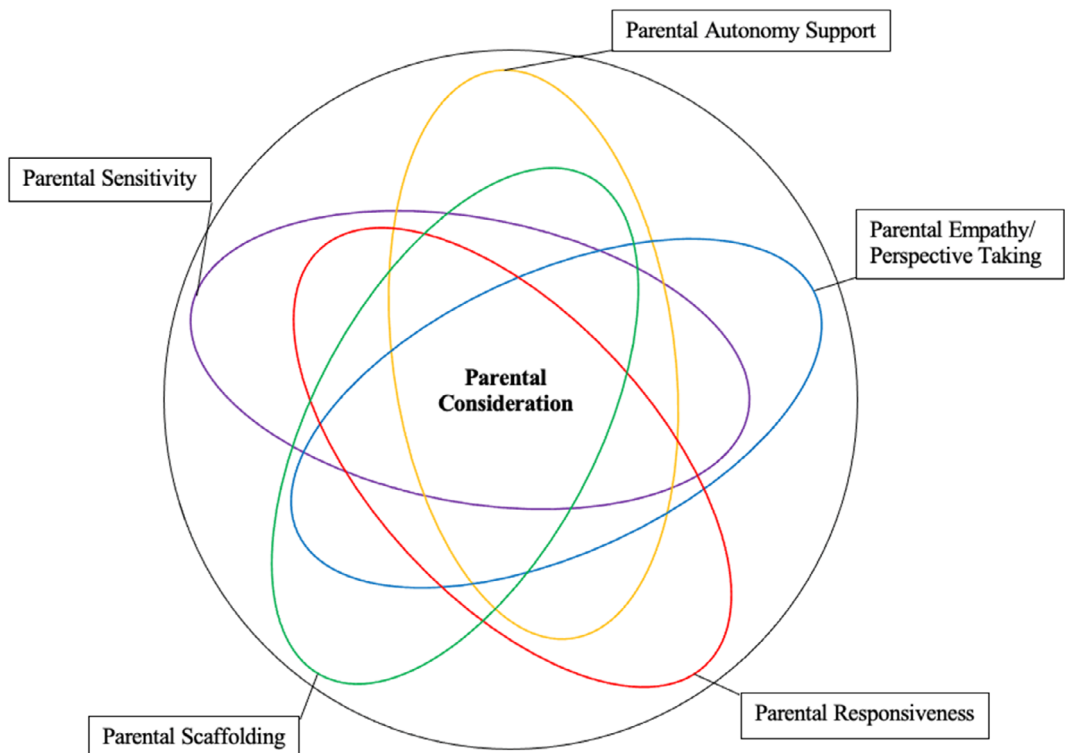 Parental Autonomy Support
Parental Sensitivity
Parental Empathy/
Perspective Taking
Parental
Consideration
Parental Scaffolding
Parental Responsiveness